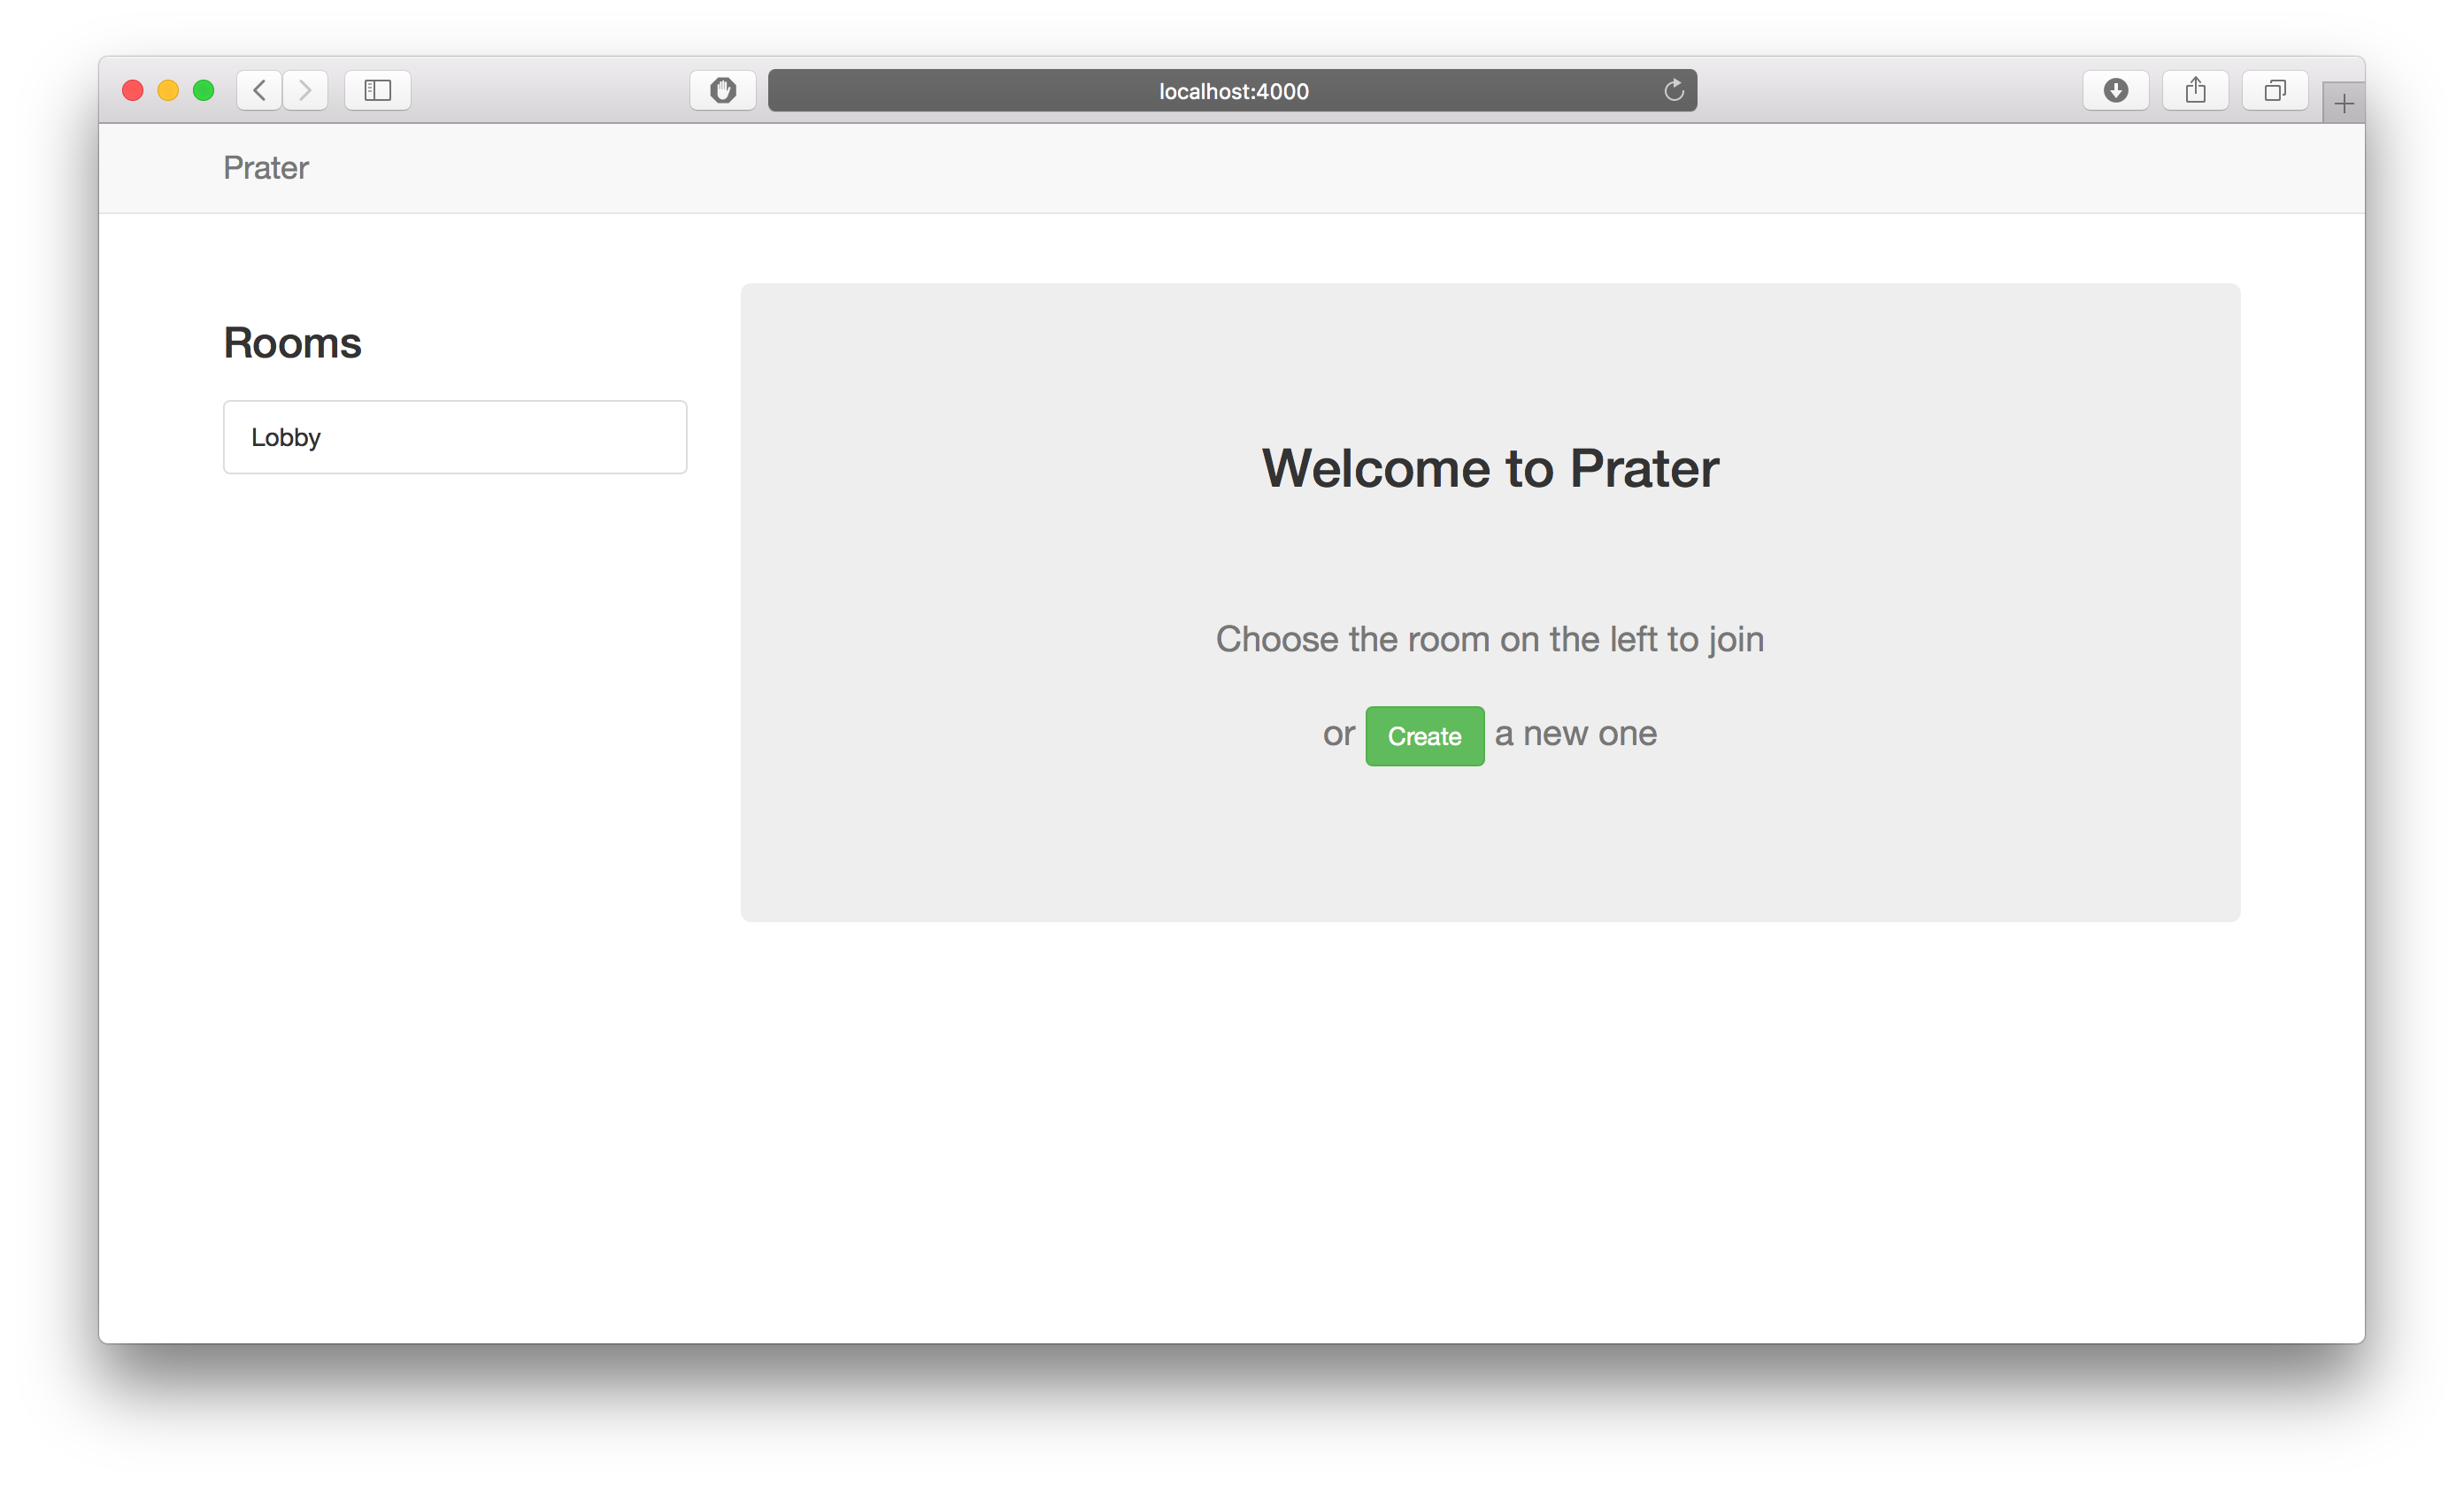 localhost:4000
Prater
Rooms
Lobby
Welcome to Prater
Choose the room on the left to join
or Create a new one